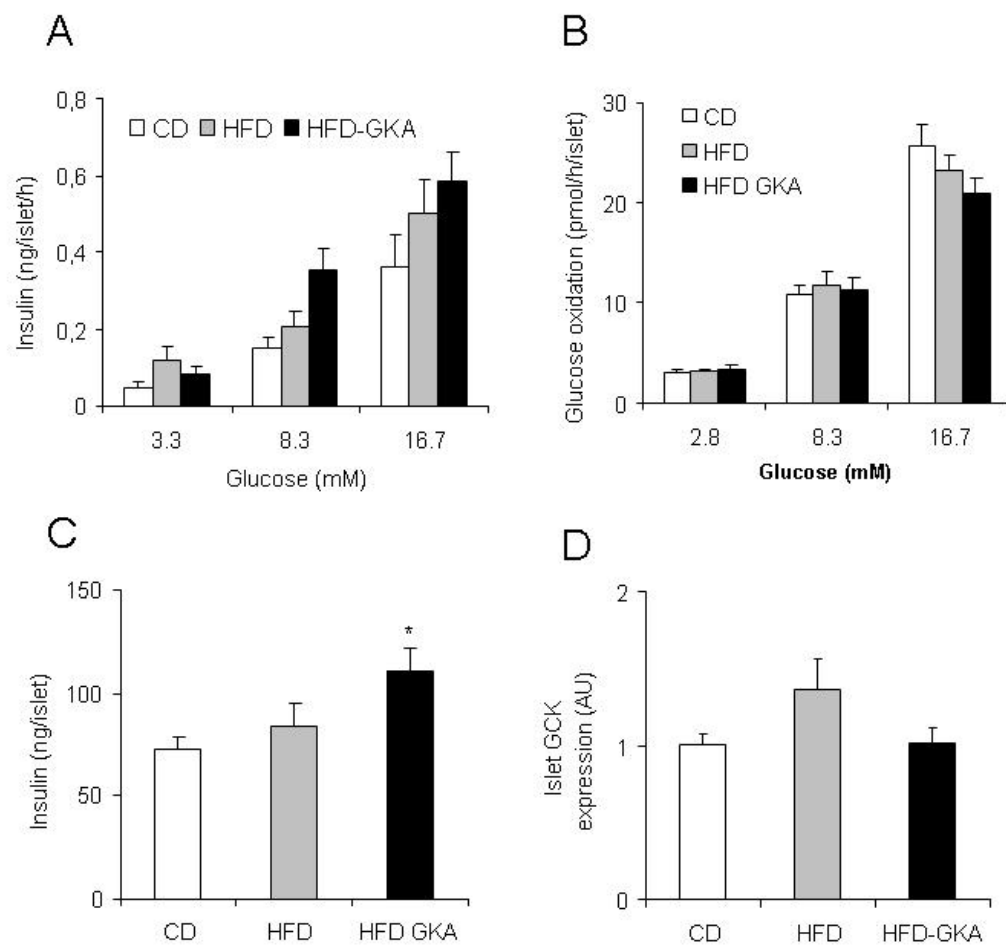 A
0,8
CD HFD HFD-GKA
0,6
0,4
0,2
0
Insulin (ng/islet/h)
3.3 8.3 16.7
Glucose (mM)
B
30
CD
HFD
HFD GKA
20
10
0
Glucose oxidation (pmol/h/islet)
2.8 8.3 16.7
Glucose (mM)
C
150
*
100
50
0
Insulin (ng/islet)
CD HFD HFD GKA
D
2
1
0
Islet GCK
expression (AU)
CD HFD HFD-GKA